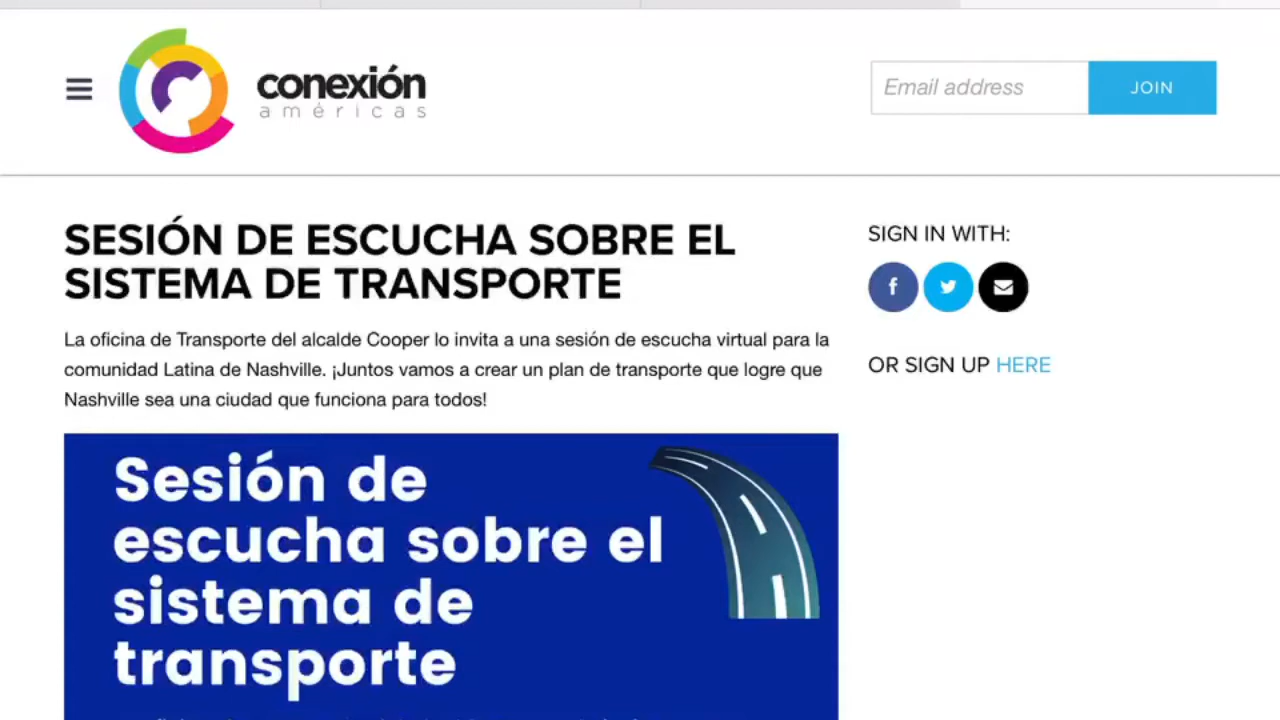 conexión
américas
Email address
JOIN
SESIÓN DE ESCUCHA SOBRE EL
SISTEMA DE TRANSPORTE
La oficina de Transporte del alcalde Cooper lo invita a una sesión de escucha virtual para la
comunidad Latina de Nashville. ¡Juntos vamos a crear un plan de transporte que logre que
Nashville sea una ciudad que funciona para todos!
SIGN IN WITH:
OR SIGN UP HERE
Sesión de
escucha sobre el
sistema de
transporte